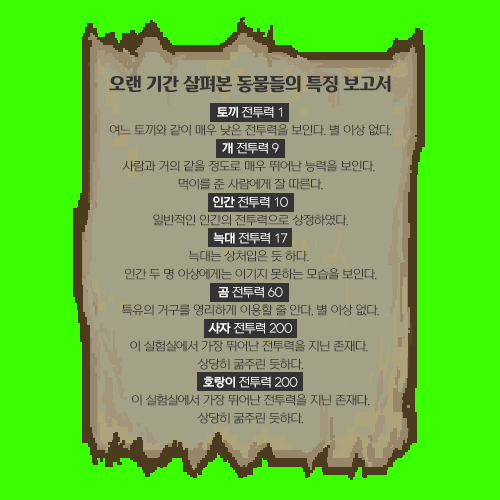 오랜 기간 살펴본 동물들의 특징 보고서
토끼 전투력 1
여느 토끼와 같이 매우 낮은 전투력을 보인다. 별 이상 없다.
개 전투력 9
사람과 거의 같을 정도로 매우 뛰어난 능력을 보인다.
먹이를 준 사람에게 잘 따른다.
인간 전투력 10
일반적인 인간의 전투력으로 상정하였다.
늑대 전투력 17
늑대는 상처입은 듯 하다.
인간 두 명 이상에게는 이기지 못하는 모습을 보인다.
곰 전투력 60
특유의 거구를 영리하게 이용할 줄 안다. 별 이상 없다.
사자 전투력 200
이 실험실에서 가장 뛰어난 전투력을 지닌 존재다.
상당히 굶주린 듯하다.
호랑이 전투력 200
이 실험실에서 가장 뛰어난 전투력을 지닌 존재다.
상당히 굶주린 듯하다.